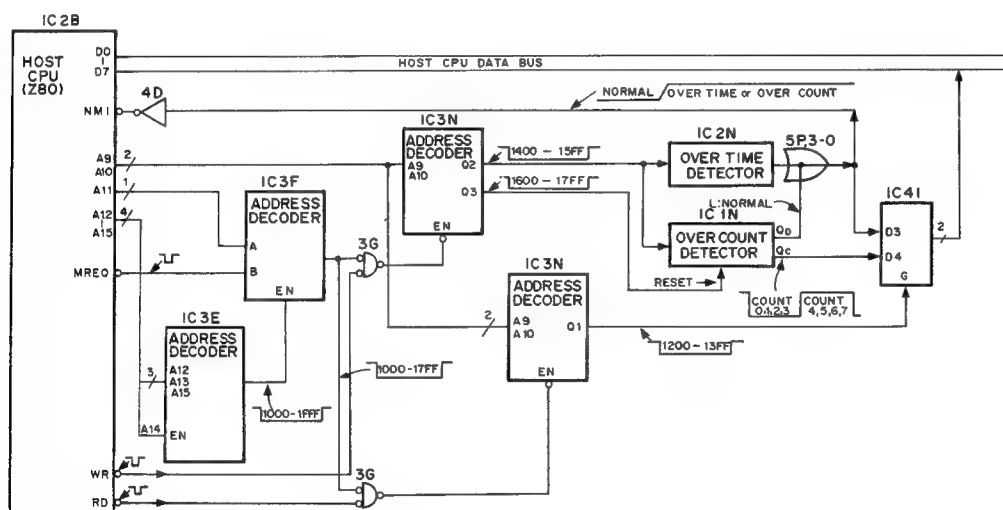 IC2B
HOST
CPU
(Z80)
D0
|
D7
HOST CPU DATA BUS
NMI
4D
NORMAL / OVER TIME or OVER COUNT
A9
A10
2
A11
1
A12
|
A15
4
MREQ
IC3F
ADDRESS
DECODER
A
B
EN
IC3E
ADDRESS
DECODER
A12
A13
A15
3
A14
EN
1000-1FFF
1000-17FF
3G
3G
WR
RD
IC3N
ADDRESS
DECODER
A9
A10
Q2
Q3
EN
1400 - 15FF
1600 - 17FF
IC3N
ADDRESS
DECODER
2
A9
A10
Q1
EN
1200 - 13FF
IC2N
OVER TIME
DETECTOR
5P,3-O
L:NORMAL
IC1N
OVER COUNT
DETECTOR
QD
QC
RESET
COUNT
0,1,2,3
COUNT
4,5,6,7
IC41
D3
D4
G
2